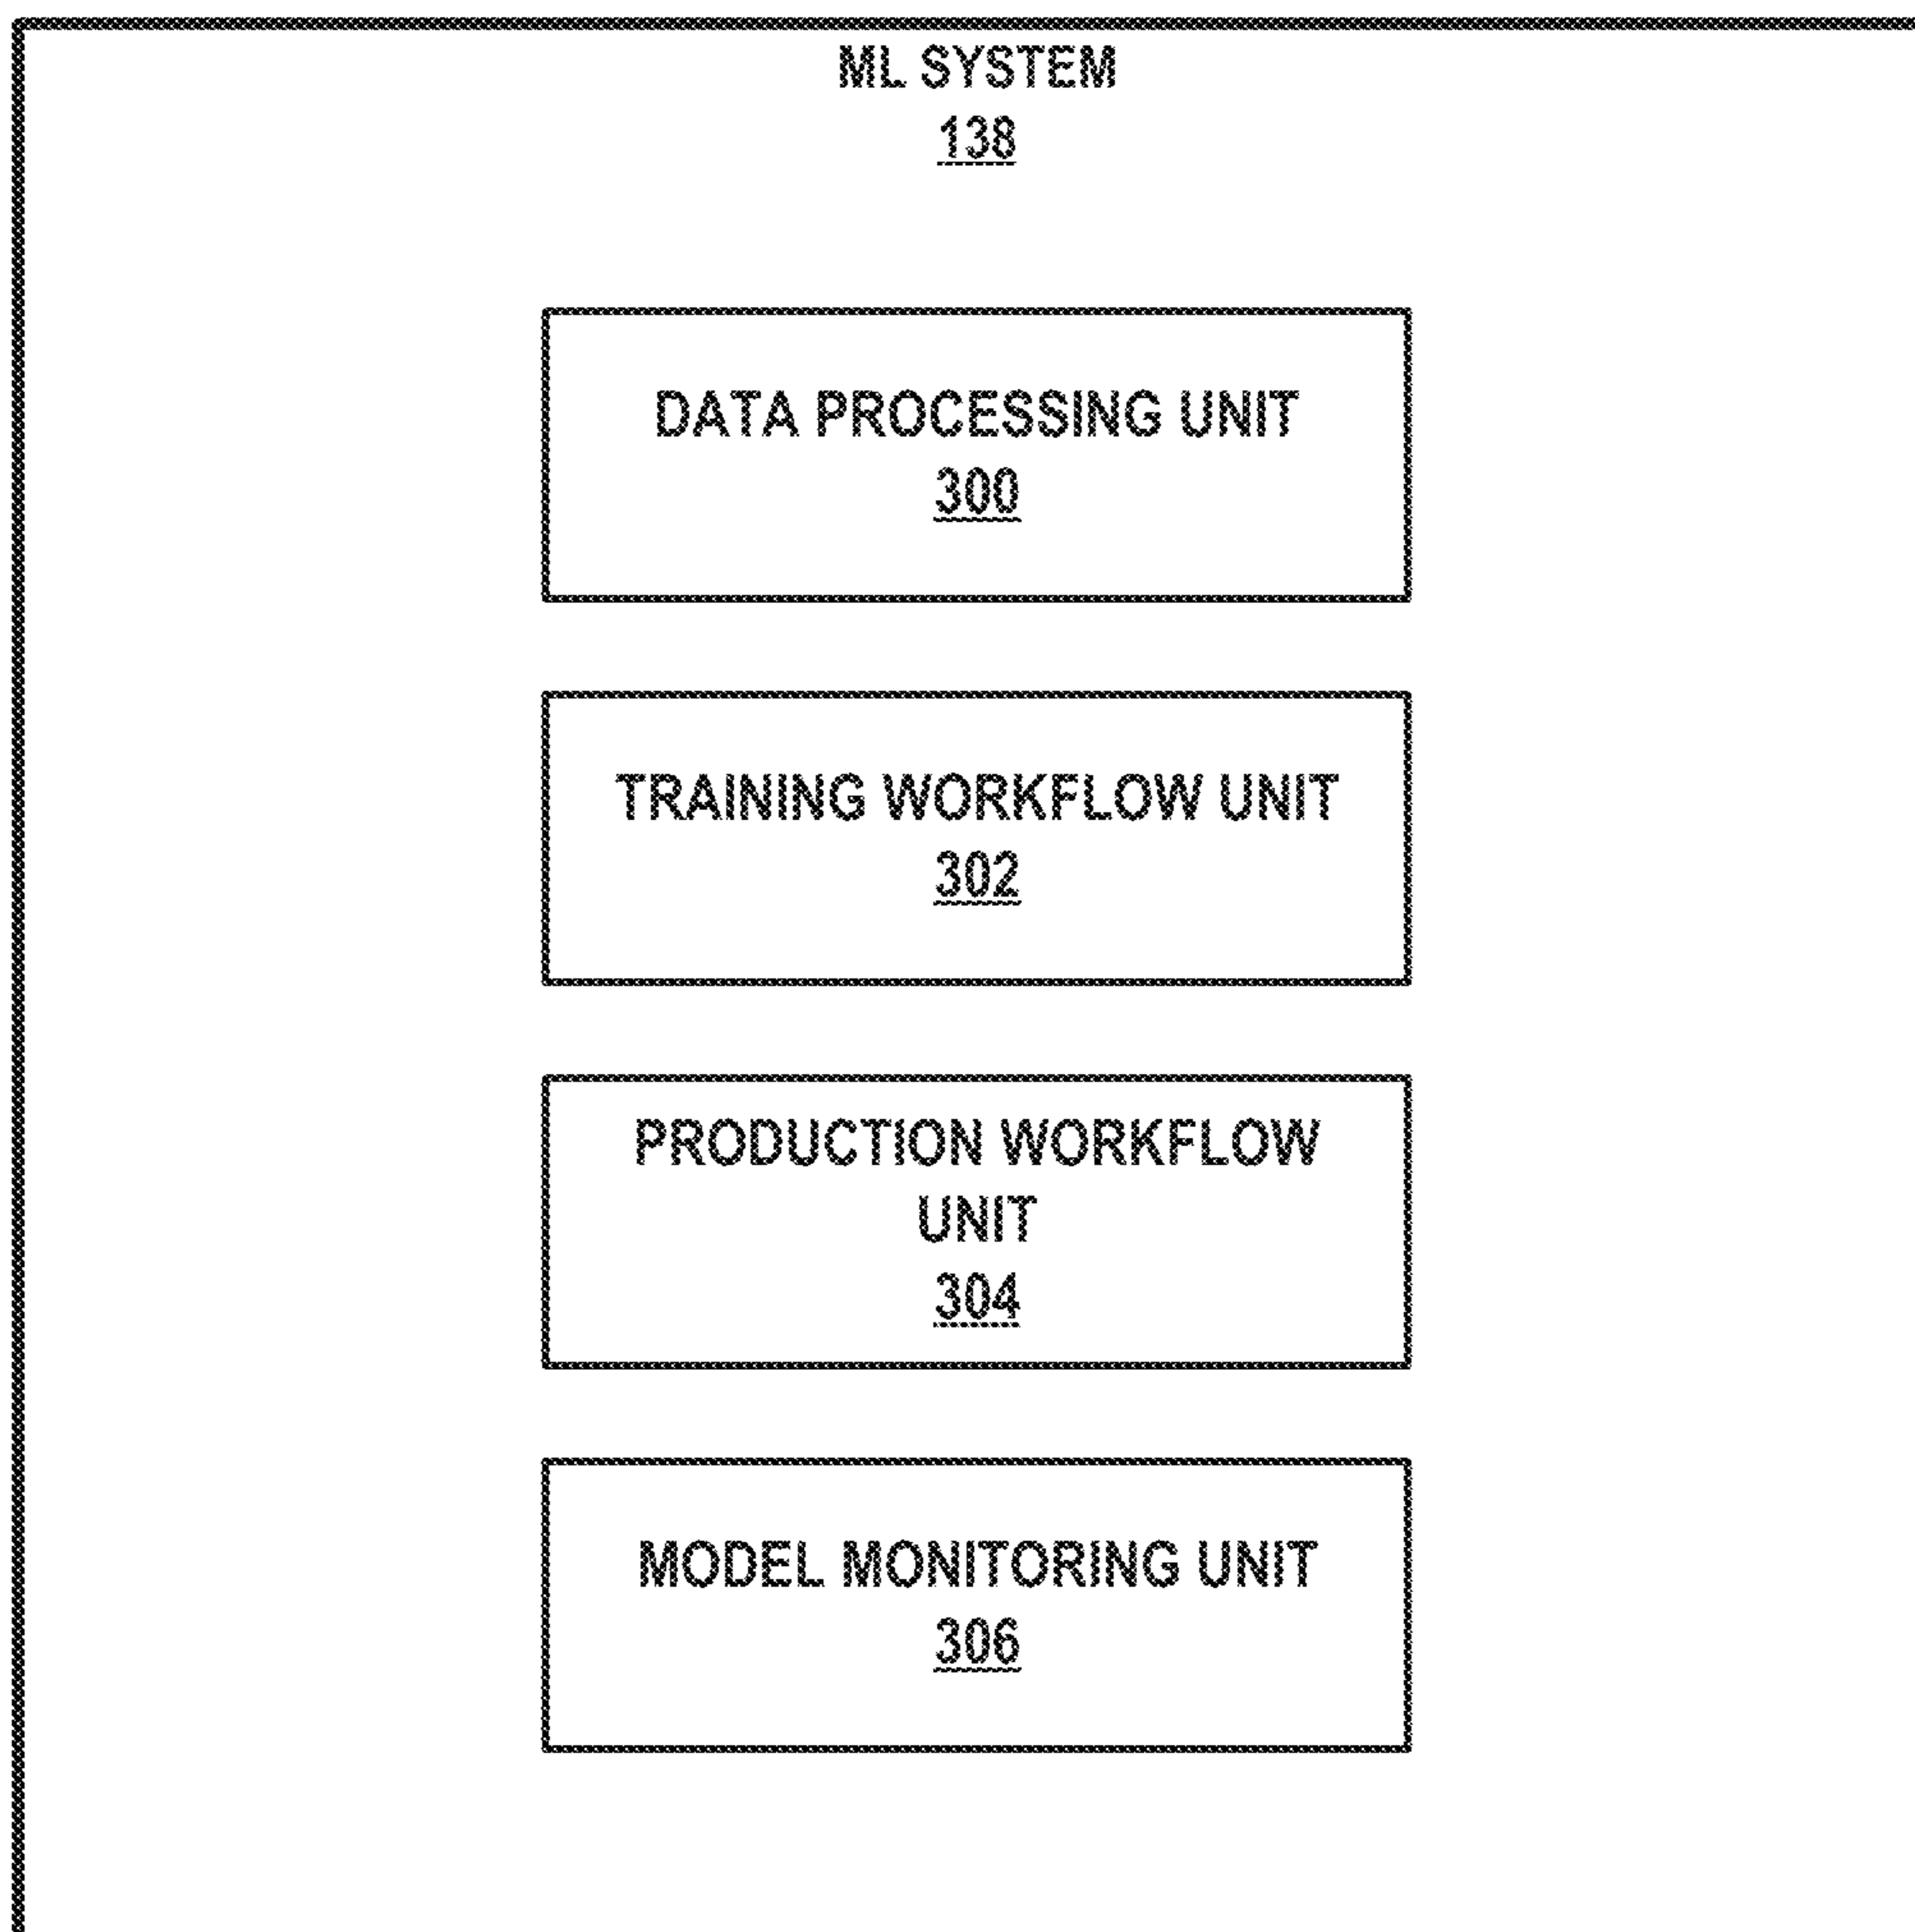 ML SYSTEM
138
DATA PROCESSING UNIT
300
TRAINING WORKFLOW UNIT
302
PRODUCTION WORKFLOW
UNIT
304
MODEL MONITORING UNIT
306